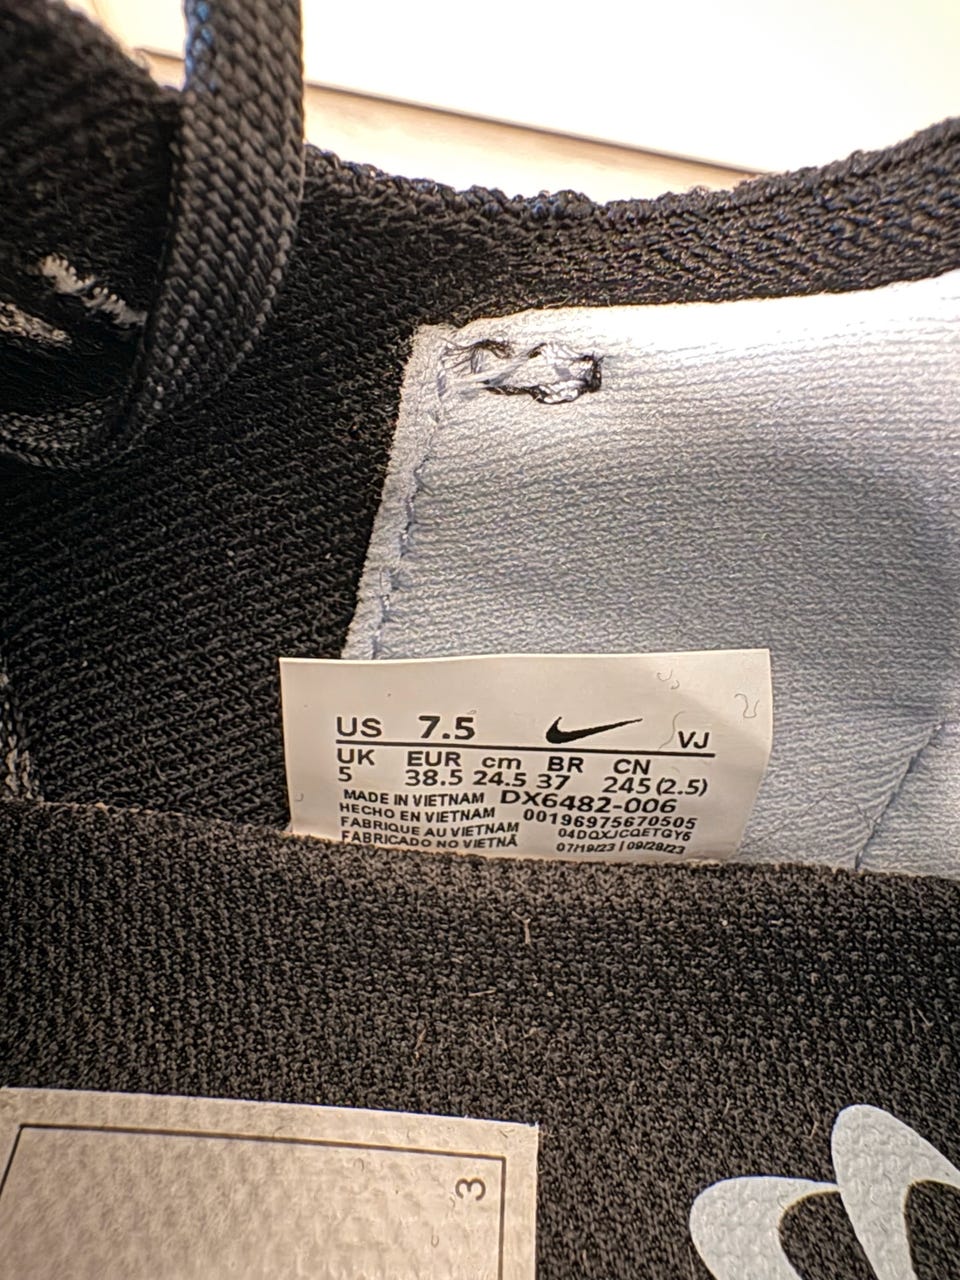 US 7.5 VJ
UK EUR cm BR CN
5 38.5 24.5 37 245 (2.5)
MADE IN VIETNAM DX6482-006
HECHO EN VIETNAM 00196975670505
FABRIQUE AU VIETNAM 04DQXJCQETGY5
FABRICADO NO VIETNÃ 07/19/23 | 09/28/23
3